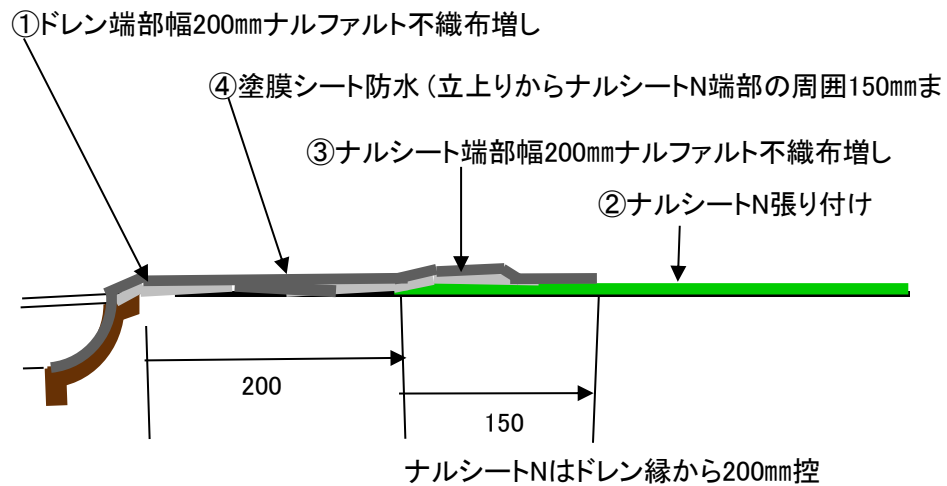 ①ドレン端部幅200㎜ナルファルト不織布増し
④塗膜シート防水（立上りからナルシートN端部の周囲150㎜ま
③ナルシート端部幅200㎜ナルファルト不織布増し
②ナルシートN張り付け
200
150
ナルシートNはドレン縁から200㎜控